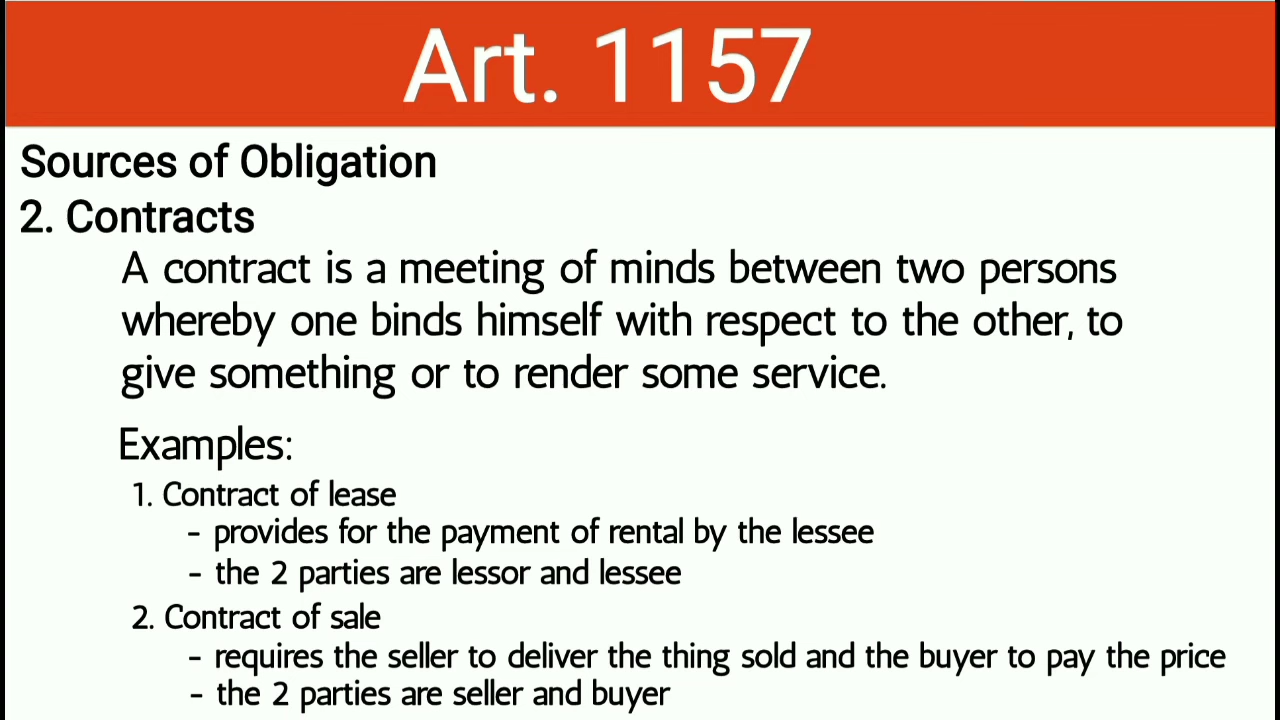 Art. 1157
Sources of Obligation
2. Contracts
A contract is a meeting of minds between two persons
whereby one binds himself with respect to the other, to
give something or to render some service.
Examples:
1. Contract of lease
- provides for the payment of rental by the lessee
- the 2 parties are lessor and lessee
2. Contract of sale
- requires the seller to deliver the thing sold and the buyer to pay the price
- the 2 parties are seller and buyer